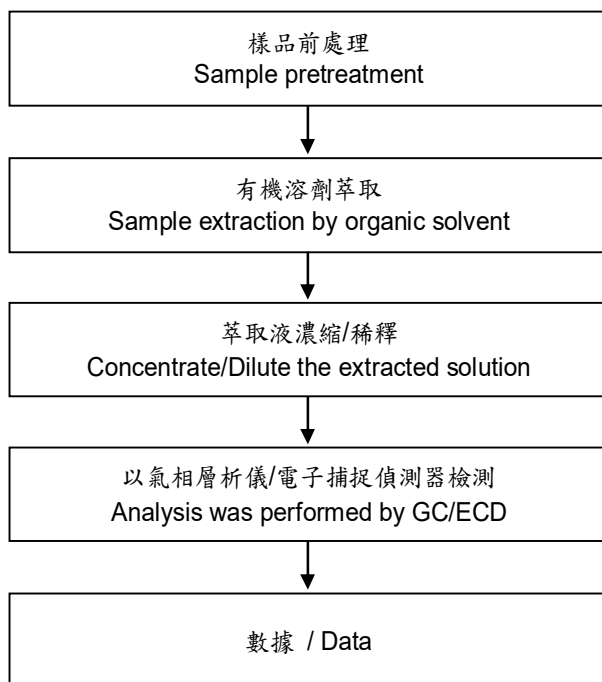 樣品前處理
Sample pretreatment
有機溶劑萃取
Sample extraction by organic solvent
萃取液濃縮/稀釋
Concentrate/Dilute the extracted solution
以氣相層析儀/電子捕捉偵測器檢測
Analysis was performed by GC/ECD
數據 / Data